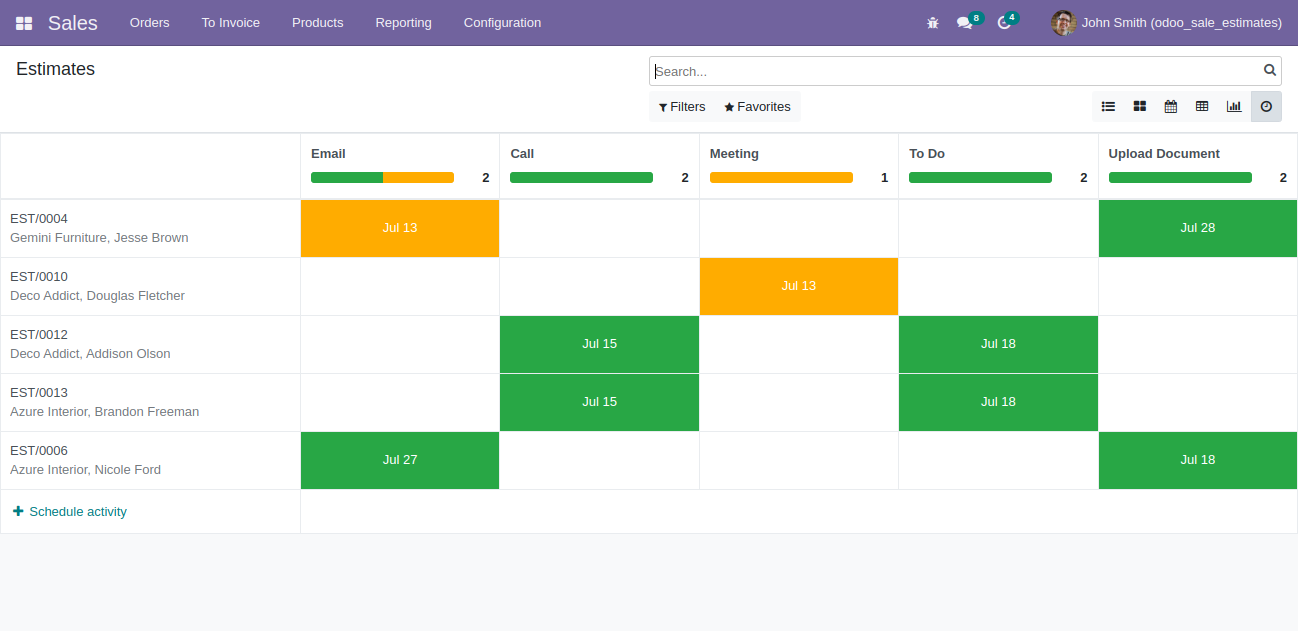 Sales Orders To Invoice Products Reporting Configuration 8 4 John Smith (odoo_sale_estimates)
Estimates
Search...
Filters Favorites
Email Call Meeting To Do Upload Document
2 2 1 2 2
EST/0004
Gemini Furniture, Jesse Brown
Jul 13 Jul 28
EST/0010
Deco Addict, Douglas Fletcher
Jul 13
EST/0012
Deco Addict, Addison Olson
Jul 15 Jul 18
EST/0013
Azure Interior, Brandon Freeman
Jul 15 Jul 18
EST/0006
Azure Interior, Nicole Ford
Jul 27 Jul 18
Schedule activity